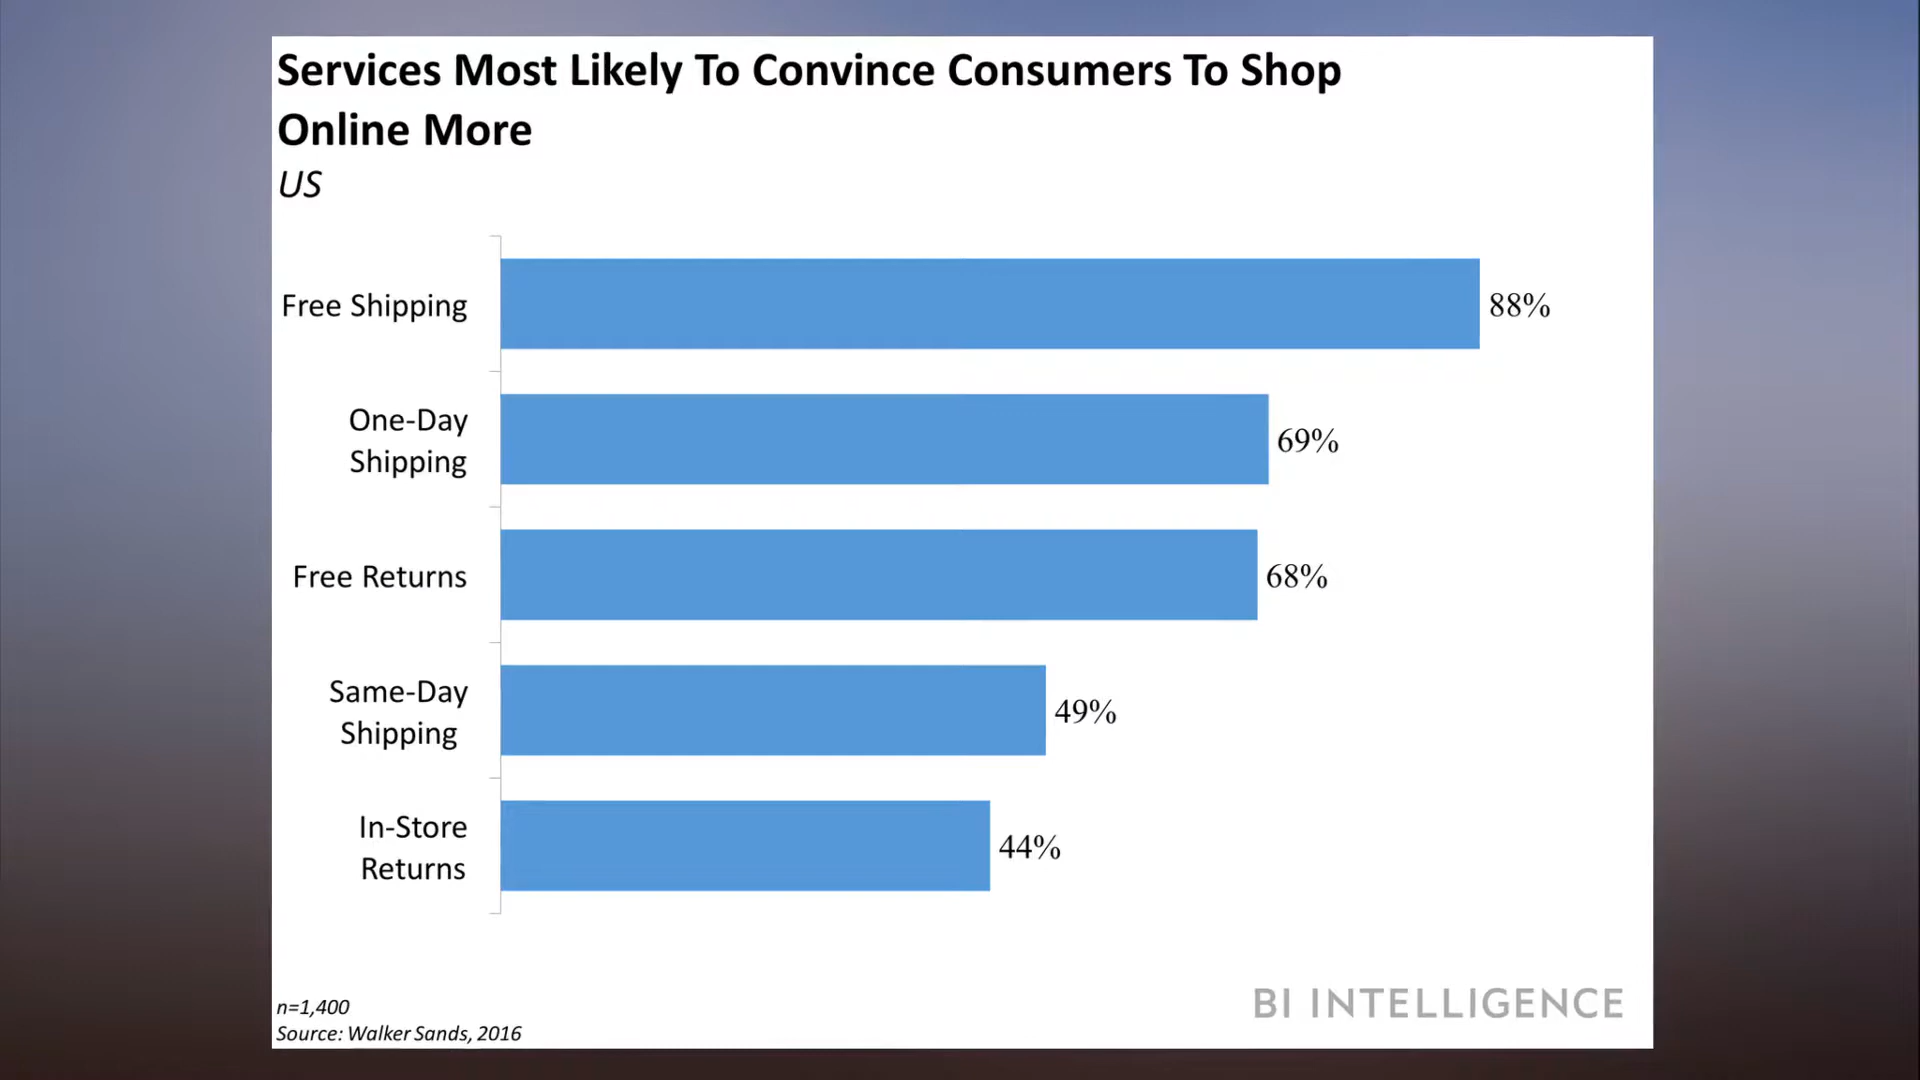 Services Most Likely To Convince Consumers To Shop
Online More
US
Free Shipping
88%
One-Day
Shipping
69%
Free Returns
68%
Same-Day
Shipping
49%
In-Store
Returns
44%
n=1,400
Source: Walker Sands, 2016
BI INTELLIGENCE